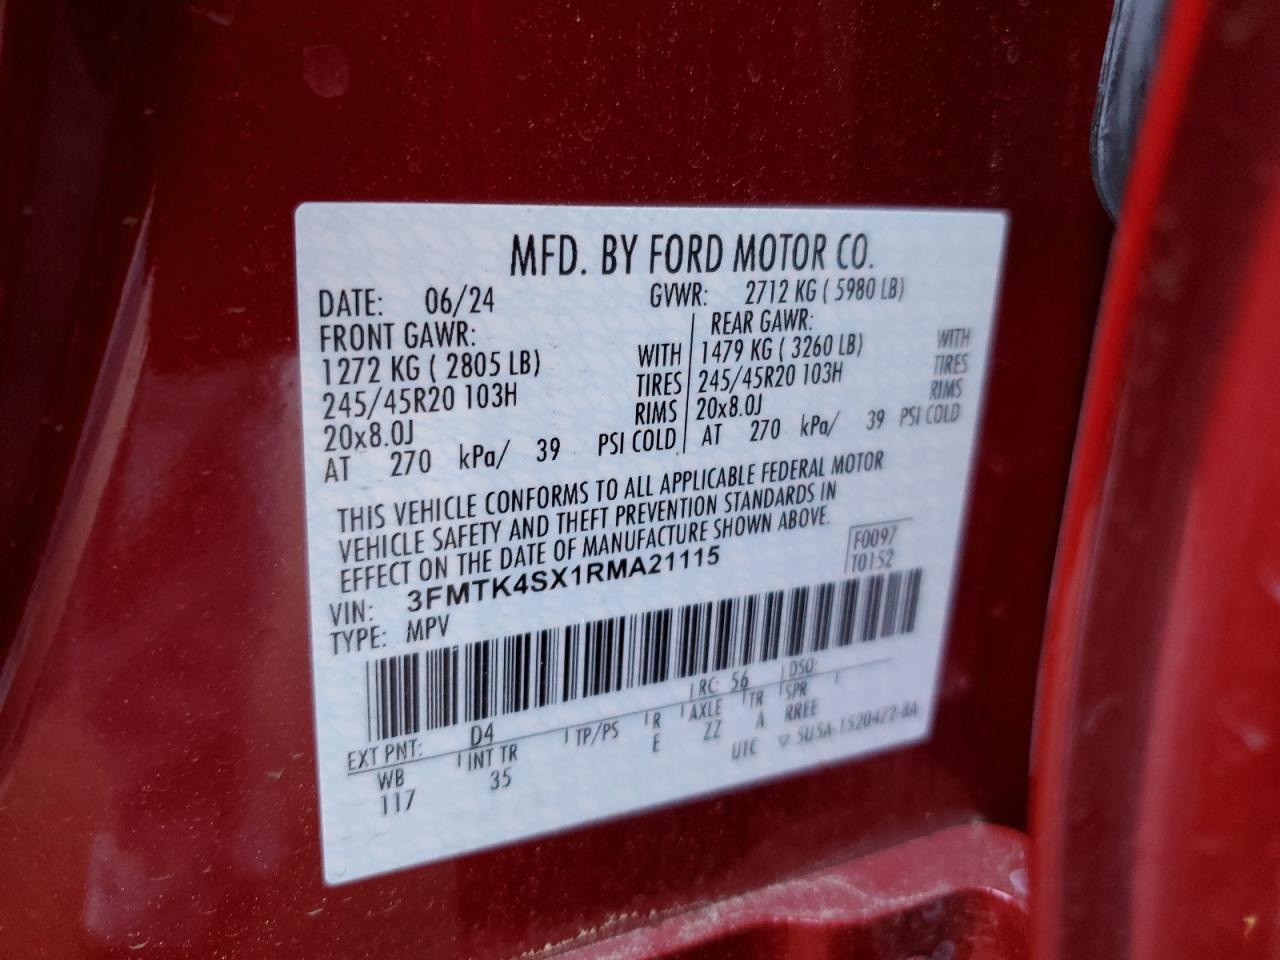 MFD. BY FORD MOTOR CO.
DATE: 06/24 GVWR: 2712 KG ( 5980 LB)
FRONT GAWR: REAR GAWR:
1272 KG ( 2805 LB) WITH 1479 KG ( 3260 LB) WITH
245/45R20 103H TIRES 245/45R20 103H TIRES
20x8.0J RIMS 20x8.0J RIMS
AT 270 kPa/ 39 PSI COLD AT 270 kPa/ 39 PSI COLD
THIS VEHICLE CONFORMS TO ALL APPLICABLE FEDERAL MOTOR
VEHICLE SAFETY AND THEFT PREVENTION STANDARDS IN
EFFECT ON THE DATE OF MANUFACTURE SHOWN ABOVE.
F0097
T0152
VIN: 3FMTK4SX1RMA21115
TYPE: MPV
EXT PNT: D4 RC: 56 DSO:
WB INT TR TP/PS R AXLE TR SPR
117 35 E ZZ A RREE
UTC ▽ 5U5A-1520472-BA